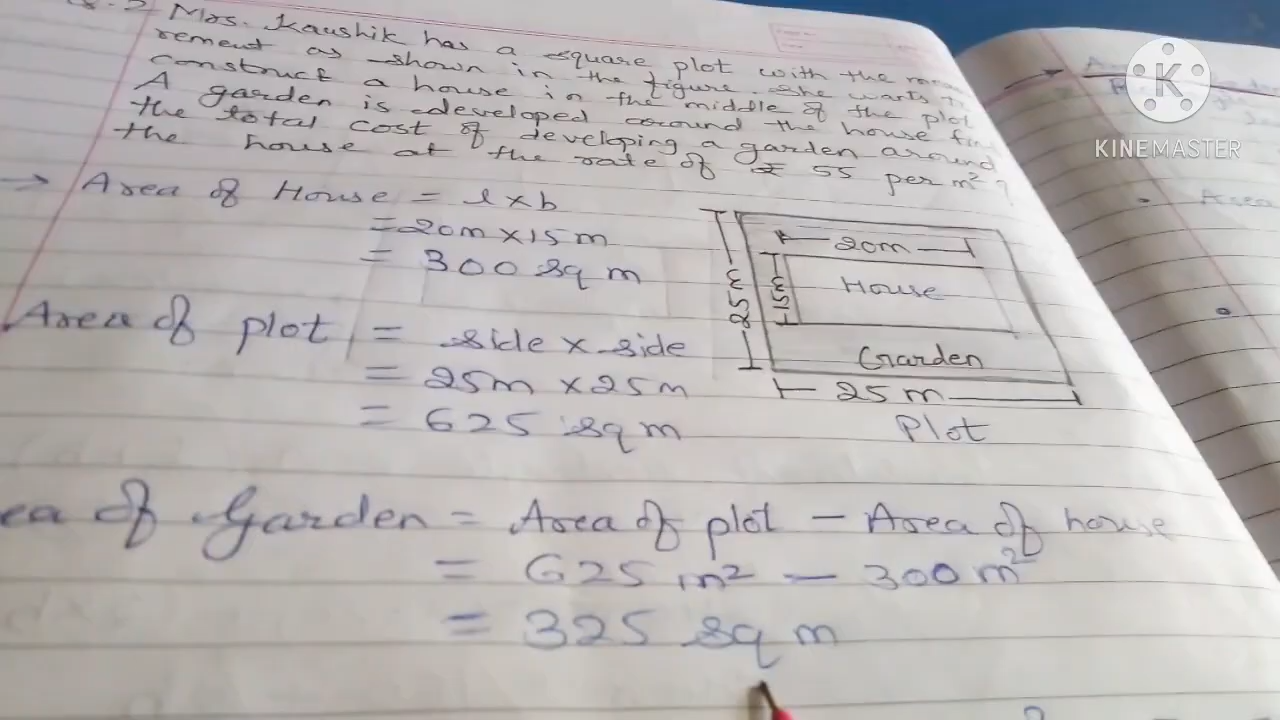 Q.2 Mrs. Kaushik has a square plot with the
rement as shown in the figure. She wants
construct a house in the middle of the plot
A garden is developed around the house
the total cost of developing a garden around
the house at the rate of ₹ 55 per m² ?
→ Area of House = l × b
= 20m × 15 m
= 300 sq m
20m
House
15m
25m
Garden
25 m
Plot
Area of plot = side × side
= 25m × 25m
= 625 sq m
ea of Garden = Area of plot − Area of house
= 625 m² − 300 m²
= 325 sq m
K
KINEMASTER
Area